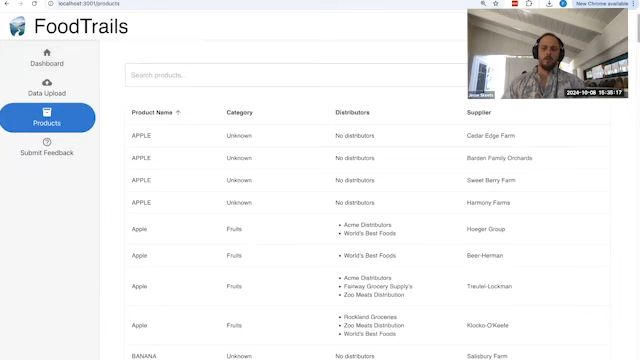 localhost:3001/products
New Chrome available
FoodTrails
Jesse Skeets
2024-10-08 15:35:17
Dashboard
Data Upload
Products
Submit Feedback
Search products...
Product Name Category Distributors Supplier
APPLE Unknown No distributors Cedar Edge Farm
APPLE Unknown No distributors Barden Family Orchards
APPLE Unknown No distributors Sweet Berry Farm
APPLE Unknown No distributors Harmony Farms
Apple Fruits • Acme Distributors Hoeger Group
• World's Best Foods
Apple Fruits • World's Best Foods Beer-Herman
Apple Fruits • Acme Distributors Treutel-Lockman
• Fairway Grocery Supply's
• Zoo Meats Distribution
Apple Fruits • Rockland Groceries Klocko-O'Keefe
• Zoo Meats Distribution
• World's Best Foods
BANANA Unknown No distributors Salisbury Farm